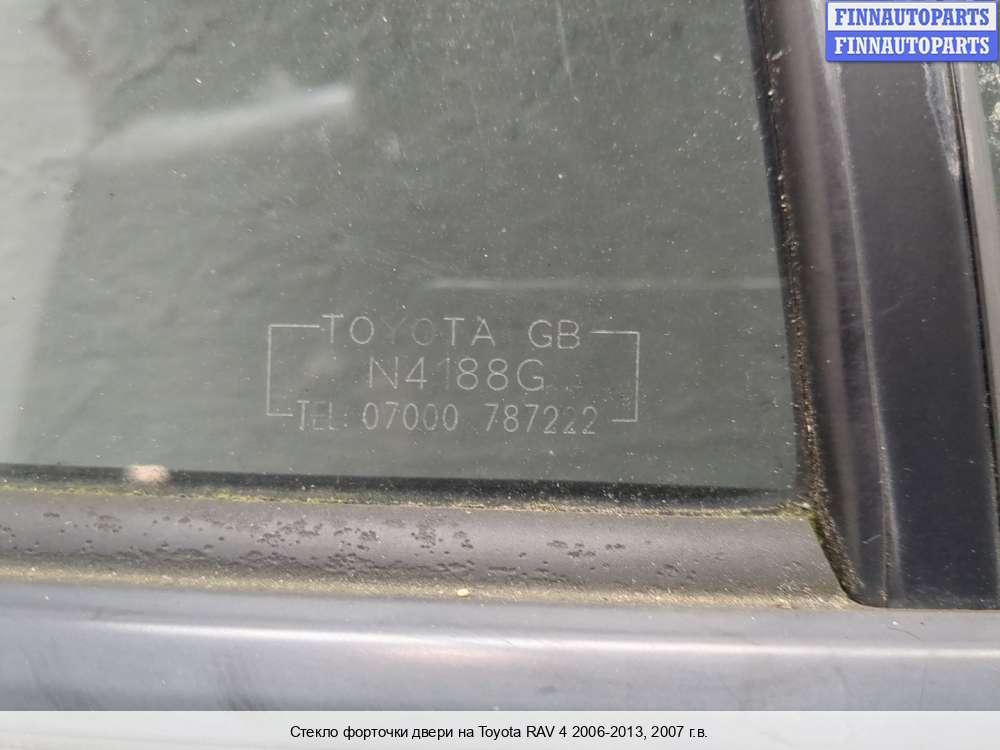 FINNAUTOPARTS
FINNAUTOPARTS
TOYOTA GB
N4188G
TEL: 07000 787222
Стекло форточки двери на Toyota RAV 4 2006-2013, 2007 г.в.